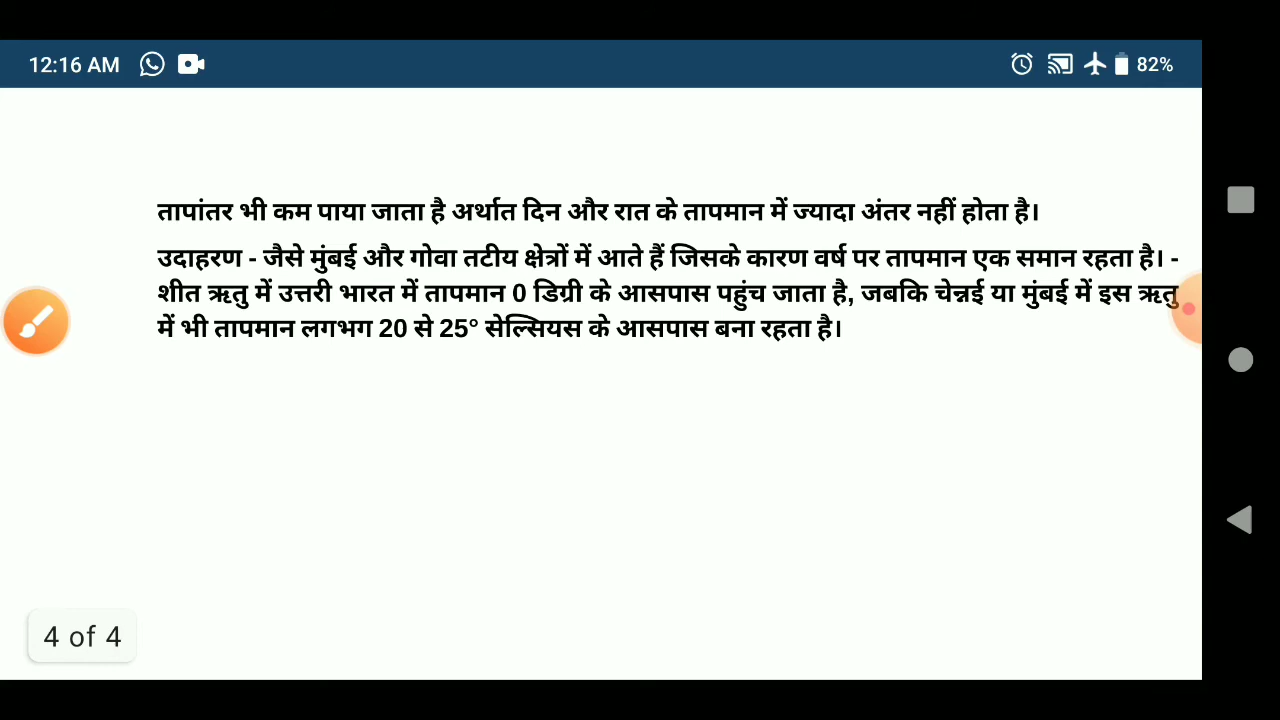 12:16 AM
82%
तापांतर भी कम पाया जाता है अर्थात दिन और रात के तापमान में ज्यादा अंतर नहीं होता है।
उदाहरण - जैसे मुंबई और गोवा तटीय क्षेत्रों में आते हैं जिसके कारण वर्ष पर तापमान एक समान रहता है। -
शीत ऋतु में उत्तरी भारत में तापमान 0 डिग्री के आसपास पहुंच जाता है, जबकि चेन्नई या मुंबई में इस ऋतु
में भी तापमान लगभग 20 से 25° सेल्सियस के आसपास बना रहता है।
4 of 4